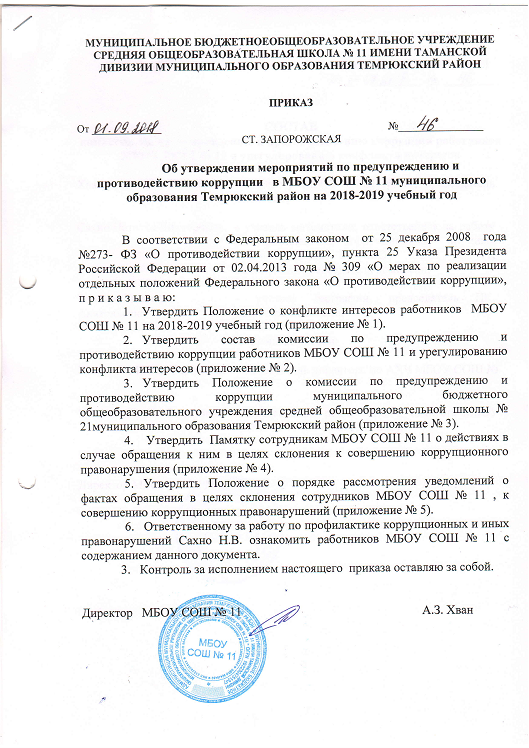 МУНИЦИПАЛЬНОЕ БЮДЖЕТНОЕОБЩЕОБРАЗОВАТЕЛЬНОЕ УЧРЕЖДЕНИЕ
СРЕДНЯЯ ОБЩЕОБРАЗОВАТЕЛЬНАЯ ШКОЛА № 11 ИМЕНИ ТАМАНСКОЙ
ДИВИЗИИ МУНИЦИПАЛЬНОГО ОБРАЗОВАНИЯ ТЕМРЮКСКИЙ РАЙОН
ПРИКАЗ
От 01.09.2018 № 46
СТ. ЗАПОРОЖСКАЯ
Об утверждении мероприятий по предупреждению и
противодействию коррупции в МБОУ СОШ № 11 муниципального
образования Темрюкский район на 2018-2019 учебный год
В соответствии с Федеральным законом от 25 декабря 2008 года
№273- ФЗ «О противодействии коррупции», пункта 25 Указа Президента
Российской Федерации от 02.04.2013 года № 309 «О мерах по реализации
отдельных положений Федерального закона «О противодействии коррупции»,
п р и к а з ы в а ю:
1. Утвердить Положение о конфликте интересов работников МБОУ
СОШ № 11 на 2018-2019 учебный год (приложение № 1).
2. Утвердить состав комиссии по предупреждению и
противодействию коррупции работников МБОУ СОШ № 11 и урегулированию
конфликта интересов (приложение № 2).
3. Утвердить Положение о комиссии по предупреждению и
противодействию коррупции муниципального бюджетного
общеобразовательного учреждения средней общеобразовательной школы №
21муниципального образования Темрюкский район (приложение № 3).
4. Утвердить Памятку сотрудникам МБОУ СОШ № 11 о действиях в
случае обращения к ним в целях склонения к совершению коррупционного
правонарушения (приложение № 4).
5. Утвердить Положение о порядке рассмотрения уведомлений о
фактах обращения в целях склонения сотрудников МБОУ СОШ № 11 , к
совершению коррупционных правонарушений (приложение № 5).
6. Ответственному за работу по профилактике коррупционных и иных
правонарушений Сахно Н.В. ознакомить работников МБОУ СОШ № 11 с
содержанием данного документа.
3. Контроль за исполнением настоящего приказа оставляю за собой.
Директор МБОУ СОШ № 11 А.З. Хван
МБОУ
СОШ № 11